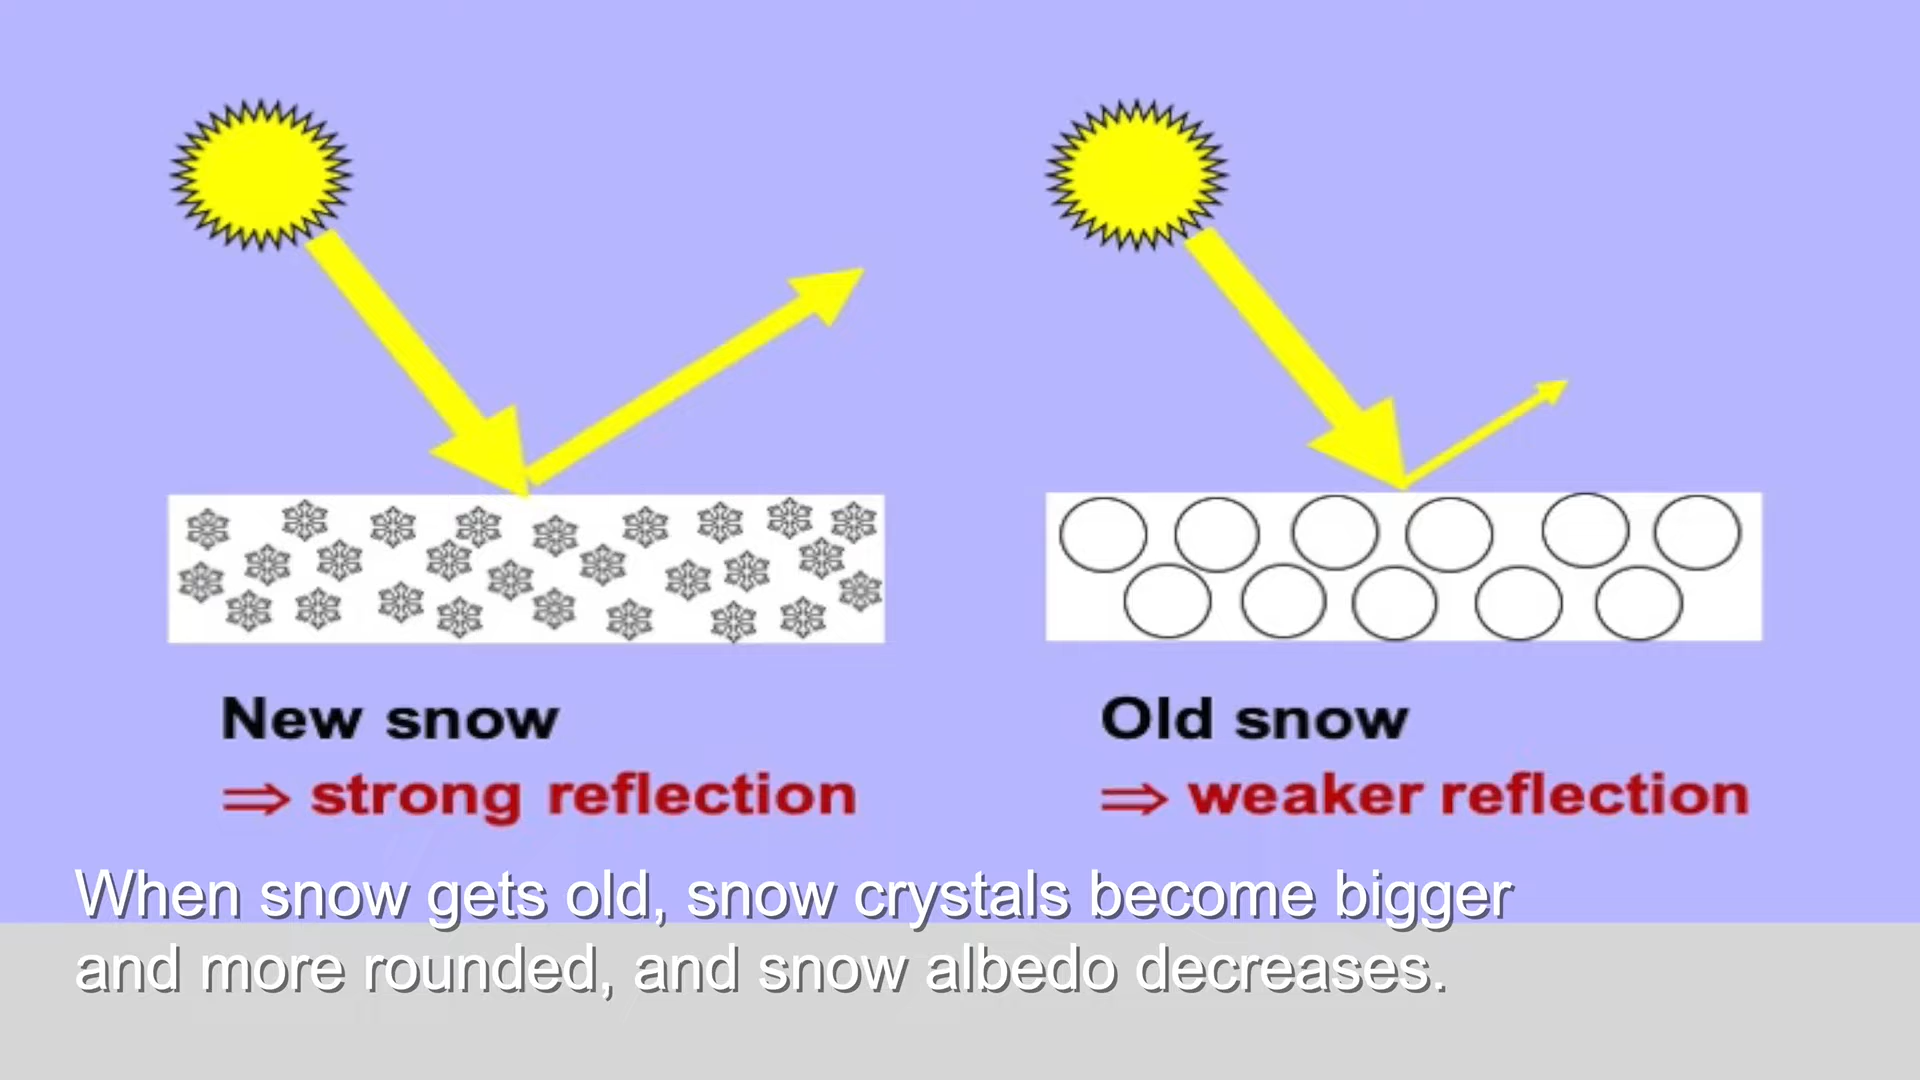 New snow
⇒ strong reflection
Old snow
⇒ weaker reflection
When snow gets old, snow crystals become bigger
and more rounded, and snow albedo decreases.